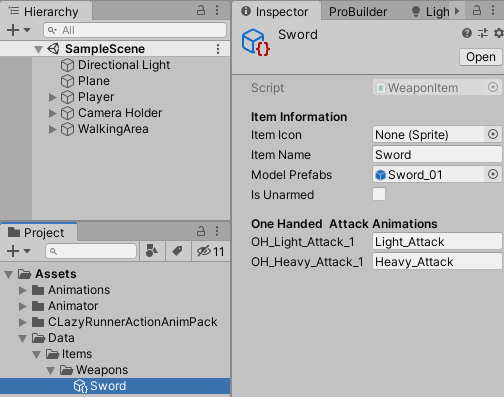 Hierarchy
All
SampleScene
Directional Light
Plane
Player
Camera Holder
WalkingArea
Project
11
Assets
Animations
Animator
CLazyRunnerActionAnimPack
Data
Items
Weapons
Sword
Inspector
ProBuilder
Ligh
Sword
Open
Script
WeaponItem
Item Information
Item Icon
None (Sprite)
Item Name
Sword
Model Prefabs
Sword_01
Is Unarmed
One Handed Attack Animations
OH_Light_Attack_1
Light_Attack
OH_Heavy_Attack_1
Heavy_Attack